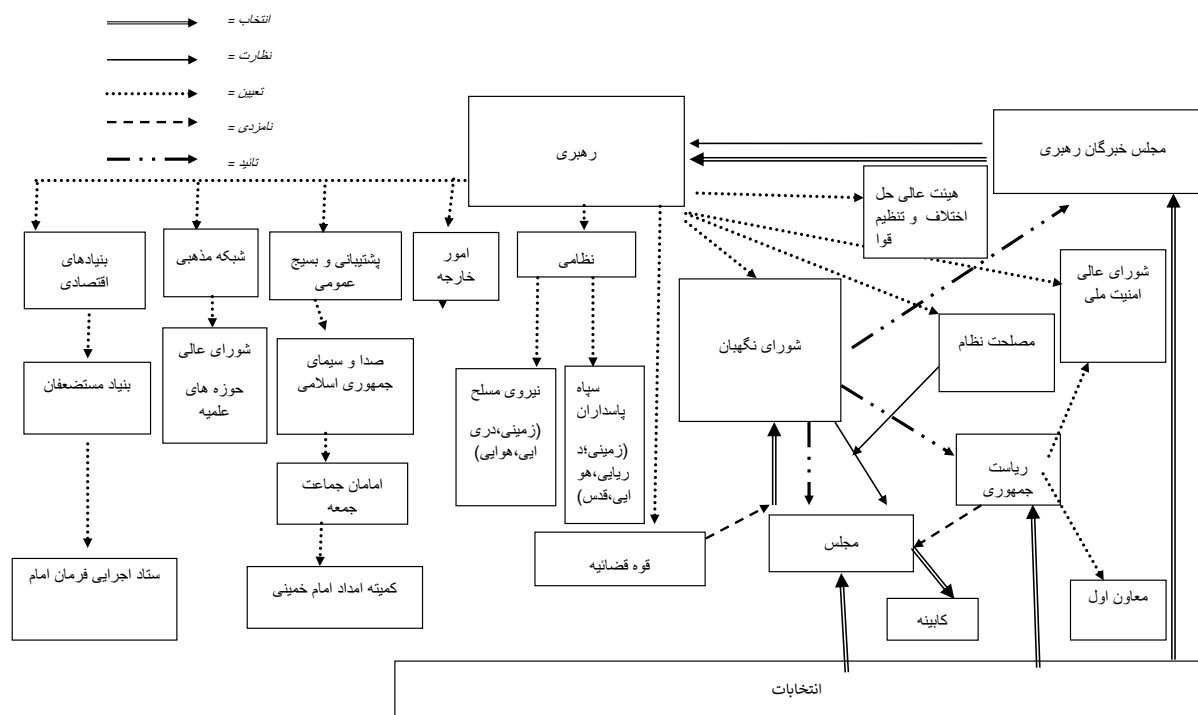 = انتخاب
= نظارت
= تعیین
= نامزدی
= تائید
رهبری
مجلس خبرگان رهبری
هیئت عالی حل
اختلاف و تنظیم
قوا
بنیادهای
اقتصادی
شبکه مذهبی
پشتیبانی و بسیج
عمومی
امور
خارجه
نظامی
شورای عالی
امنیت ملی
شورای نگهبان
مصلحت نظام
بنیاد مستضعفان
شورای عالی
حوزه های
علمیه
صدا و سیمای
جمهوری اسلامی
نیروی مسلح
(زمینی،دری
ایی،هوایی)
سپاه
پاسداران
(زمینی؛د
ریایی،هو
ایی،قدس)
امامان جماعت
جمعه
ریاست
جمهوری
مجلس
قوه قضائیه
ستاد اجرایی فرمان امام
کمیته امداد امام خمینی
کابینه
معاون اول
انتخابات